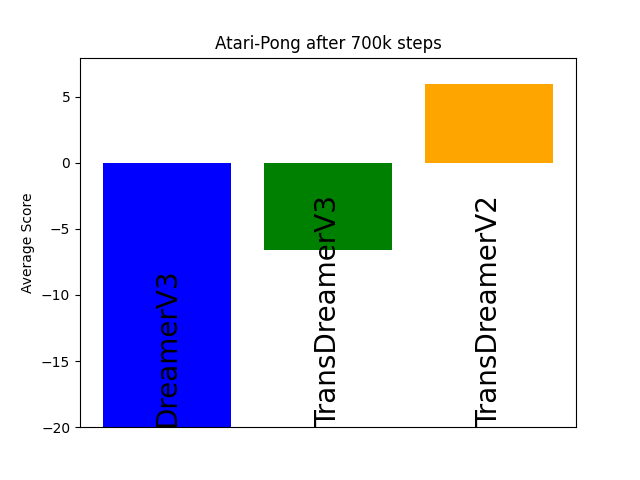 Atari-Pong after 700k steps
Average Score
5
0
−5
−10
−15
−20
DreamerV3
TransDreamerV3
TransDreamerV2